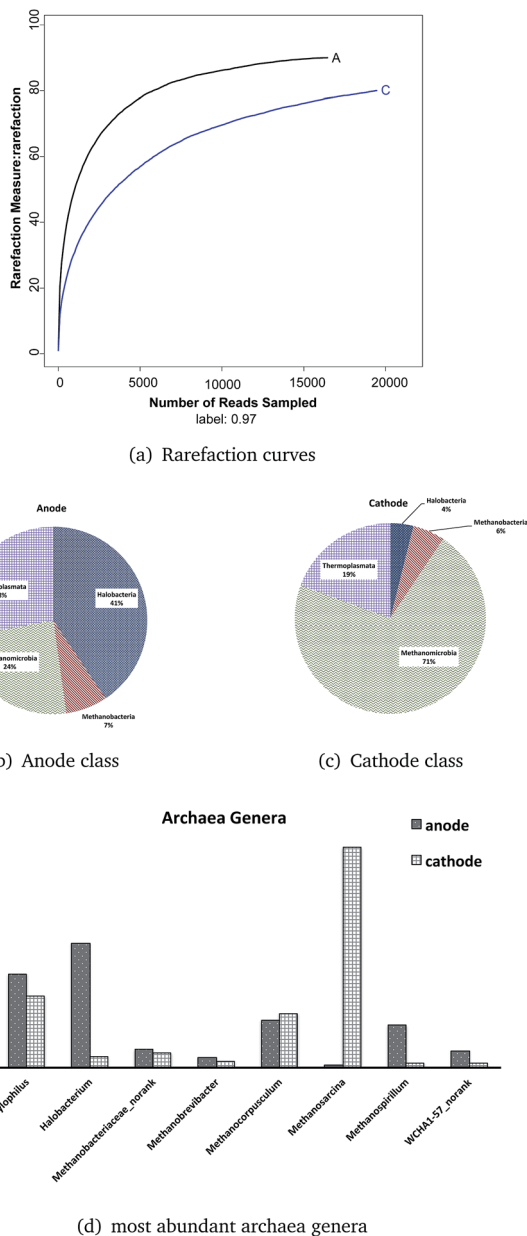 Rarefaction Measure:rarefaction
100
80
60
40
20
0
A
C
0 5000 10000 15000 20000
Number of Reads Sampled
label: 0.97
(a) Rarefaction curves
Anode
Halobacteria
41%
Methanobacteria
7%
anomicrobia
24%
plasmata
Cathode
Halobacteria
4%
Methanobacteria
6%
Thermoplasmata
19%
Methanomicrobia
71%
) Anode class
(c) Cathode class
Archaea Genera
anode
cathode
ylophilus
Halobacterium
Methanobacteriaceae_norank
Methanobrevibacter
Methanocorpusculum
Methanosarcina
Methanospirillum
WCHA1-57_norank
(d) most abundant archaea genera